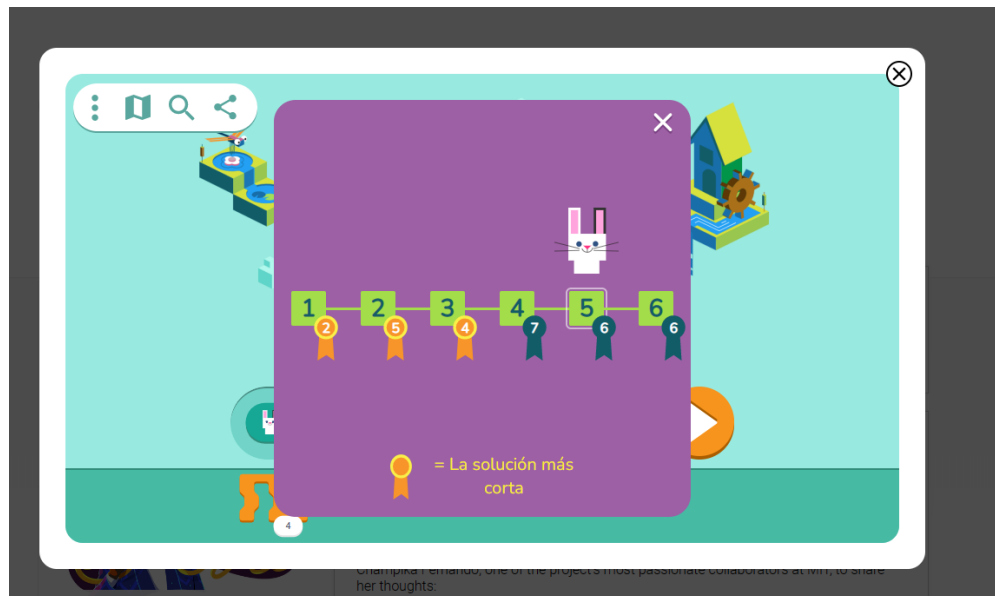 1 2 3 4 5 6
2 5 4 7 6 6
= La solución más
corta
4
Champika Fernando, one of the project's most passionate collaborators at MIT, to share
her thoughts: